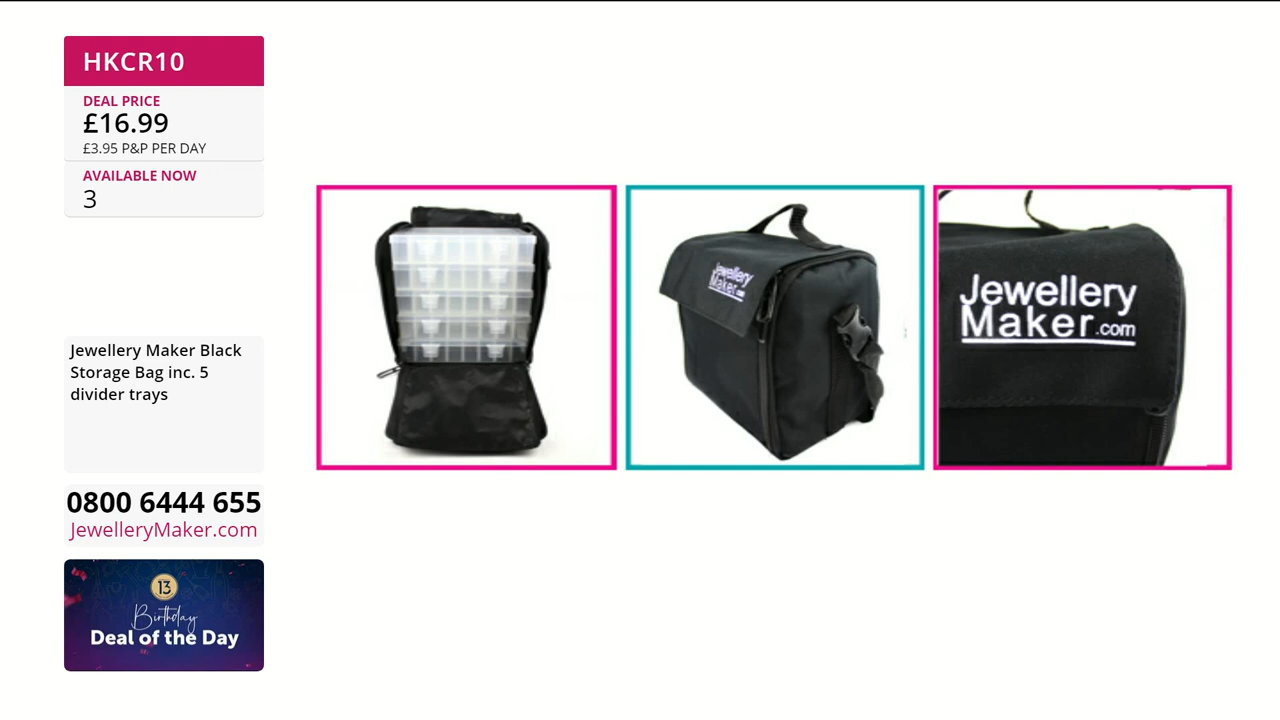 HKCR10
DEAL PRICE
£16.99
£3.95 P&P PER DAY
AVAILABLE NOW
3
Jewellery Maker Black
Storage Bag inc. 5
divider trays
0800 6444 655
JewelleryMaker.com
13
Birthday
Deal of the Day
Jewellery
Maker.com
Jewellery
Maker.com